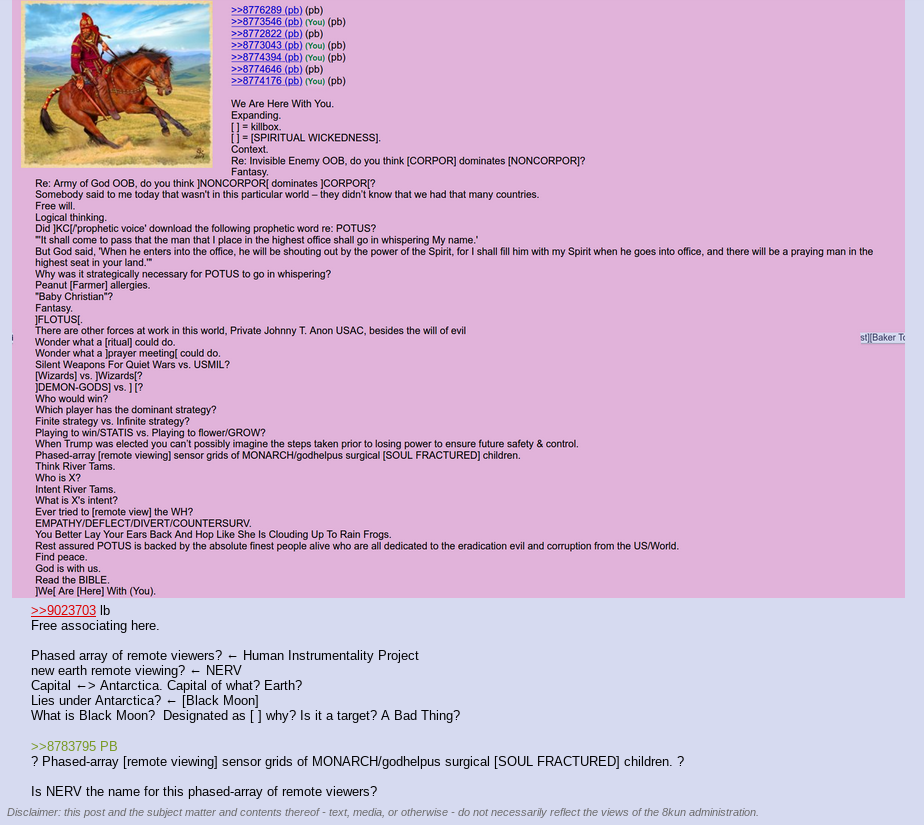 >>8776289 (pb) (pb)
>>8773546 (pb) (You) (pb)
>>8772822 (pb) (pb)
>>8773043 (pb) (You) (pb)
>>8774394 (pb) (You) (pb)
>>8774646 (pb) (pb)
>>8774176 (pb) (You) (pb)
We Are Here With You.
Expanding.
[ ] = killbox.
[ ] = [SPIRITUAL WICKEDNESS].
Context.
Re: Invisible Enemy OOB, do you think [CORPOR] dominates [NONCORPOR]?
Fantasy.
Re: Army of God OOB, do you think ]NONCORPOR[ dominates ]CORPOR[?
Somebody said to me today that wasn't in this particular world – they didn't know that we had that many countries.
Free will.
Logical thinking.
Did ]KC[/'prophetic voice' download the following prophetic word re: POTUS?
"'It shall come to pass that the man that I place in the highest office shall go in whispering My name.'
But God said, 'When he enters into the office, he will be shouting out by the power of the Spirit, for I shall fill him with my Spirit when he goes into office, and there will be a praying man in the
highest seat in your land.'"
Why was it strategically necessary for POTUS to go in whispering?
Peanut [Farmer] allergies.
"Baby Christian"?
Fantasy.
]FLOTUS[.
There are other forces at work in this world, Private Johnny T. Anon USAC, besides the will of evil
Wonder what a [ritual] could do.
st][Baker To
Wonder what a ]prayer meeting[ could do.
Silent Weapons For Quiet Wars vs. USMIL?
[Wizards] vs. ]Wizards[?
]DEMON-GODS] vs. ] [?
Who would win?
Which player has the dominant strategy?
Finite strategy vs. Infinite strategy?
Playing to win/STATIS vs. Playing to flower/GROW?
When Trump was elected you can't possibly imagine the steps taken prior to losing power to ensure future safety & control.
Phased-array [remote viewing] sensor grids of MONARCH/godhelpus surgical [SOUL FRACTURED] children.
Think River Tams.
Who is X?
Intent River Tams.
What is X's intent?
Ever tried to [remote view] the WH?
EMPATHY/DEFLECT/DIVERT/COUNTERSURV.
You Better Lay Your Ears Back And Hop Like She Is Clouding Up To Rain Frogs.
Rest assured POTUS is backed by the absolute finest people alive who are all dedicated to the eradication evil and corruption from the US/World.
Find peace.
God is with us.
Read the BIBLE.
]We[ Are [Here] With (You).
>>9023703 lb
Free associating here.
Phased array of remote viewers? ← Human Instrumentality Project
new earth remote viewing? ← NERV
Capital ←> Antarctica. Capital of what? Earth?
Lies under Antarctica? ← [Black Moon]
What is Black Moon?  Designated as [ ] why? Is it a target? A Bad Thing?
>>8783795 PB
? Phased-array [remote viewing] sensor grids of MONARCH/godhelpus surgical [SOUL FRACTURED] children. ?
Is NERV the name for this phased-array of remote viewers?
Disclaimer: this post and the subject matter and contents thereof - text, media, or otherwise - do not necessarily reflect the views of the 8kun administration.